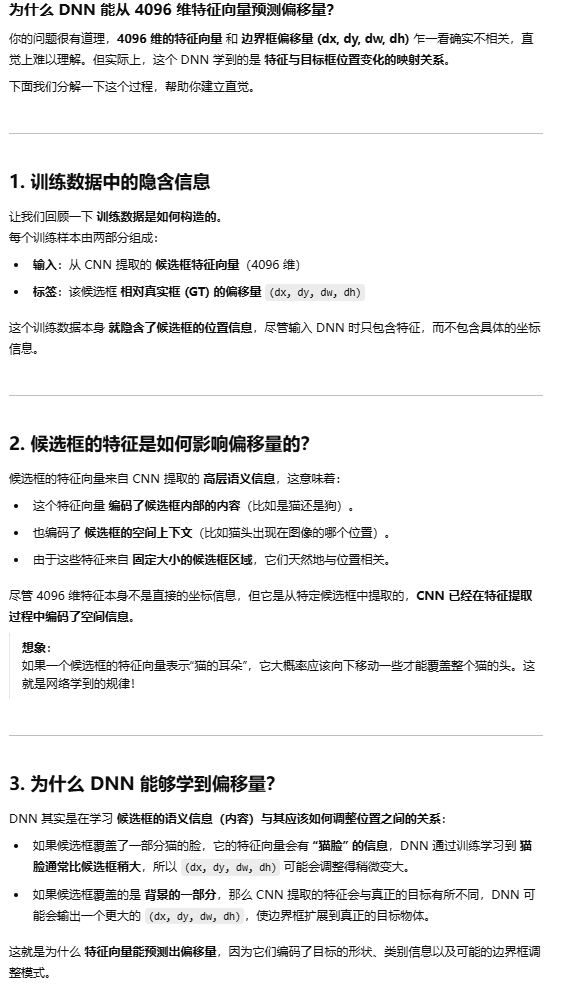 为什么 DNN 能从 4096 维特征向量预测偏移量？
你的问题很有道理，4096 维的特征向量 和 边界框偏移量 (dx, dy, dw, dh) 乍一看确实不相关，直
觉上难以理解。但实际上，这个 DNN 学到的是 特征与目标框位置变化的映射关系。
下面我们分解一下这个过程，帮助你建立直觉。
1. 训练数据中的隐含信息
让我们回顾一下 训练数据是如何构造的。
每个训练样本由两部分组成：
• 输入：从 CNN 提取的 候选框特征向量（4096 维）
• 标签：该候选框 相对真实框 (GT) 的偏移量 (dx, dy, dw, dh)
这个训练数据本身 就隐含了候选框的位置信息，尽管输入 DNN 时只包含特征，而不包含具体的坐标
信息。
2. 候选框的特征是如何影响偏移量的？
候选框的特征向量来自 CNN 提取的 高层语义信息，这意味着：
• 这个特征向量 编码了候选框内部的内容（比如是猫还是狗）。
• 也编码了 候选框的空间上下文（比如猫头出现在图像的哪个位置）。
• 由于这些特征来自 固定大小的候选框区域，它们天然地与位置相关。
尽管 4096 维特征本身不是直接的坐标信息，但它是从特定候选框中提取的，CNN 已经在特征提取
过程中编码了空间信息。
想象：
如果一个候选框的特征向量表示“猫的耳朵”，它大概率应该向下移动一些才能覆盖整个猫的头。这
就是网络学到的规律！
3. 为什么 DNN 能够学到偏移量？
DNN 其实是在学习 候选框的语义信息（内容）与其应该如何调整位置之间的关系：
• 如果候选框覆盖了一部分猫的脸，它的特征向量会有 “猫脸” 的信息，DNN 通过训练学习到 猫
脸通常比候选框稍大，所以 (dx, dy, dw, dh) 可能会调整得稍微变大。
• 如果候选框覆盖的是 背景的一部分，那么 CNN 提取的特征会与真正的目标有所不同，DNN 可
能会输出一个更大的 (dx, dy, dw, dh)，使边界框扩展到真正的目标物体。
这就是为什么 特征向量能预测出偏移量，因为它们编码了目标的形状、类别信息以及可能的边界框调
整模式。